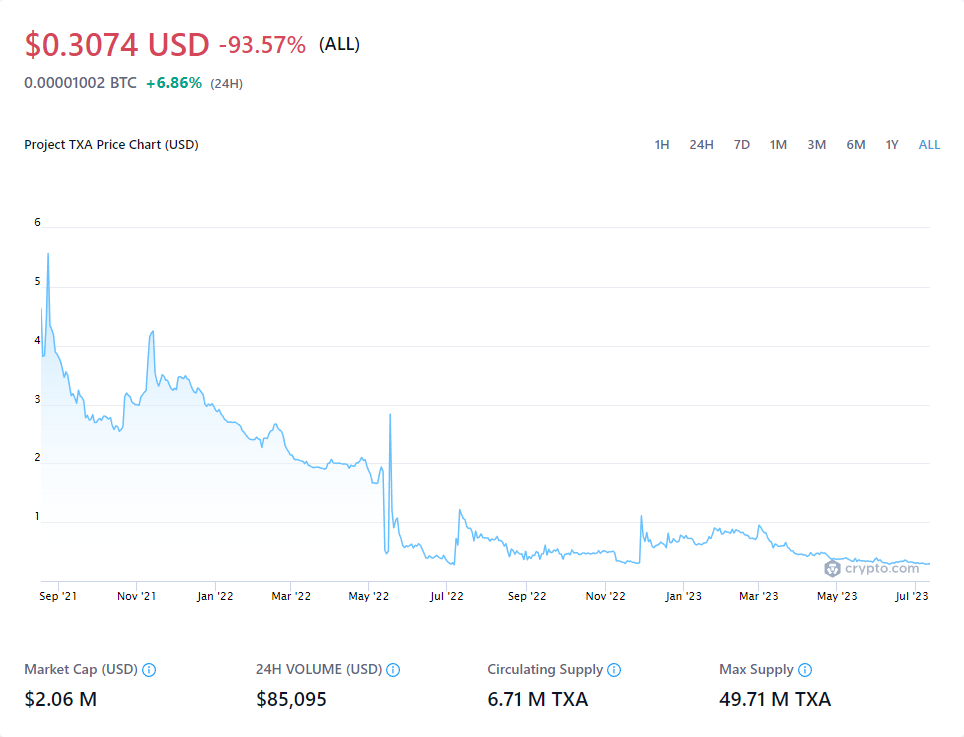 $0.3074 USD -93.57% (ALL)
0.00001002 BTC +6.86% (24H)
Project TXA Price Chart (USD) 1H 24H 7D 1M 3M 6M 1Y ALL
6
5
4
3
2
1
crypto.com
Sep '21 Nov '21 Jan '22 Mar '22 May '22 Jul '22 Sep '22 Nov '22 Jan '23 Mar '23 May '23 Jul '23
Market Cap (USD) 24H VOLUME (USD) Circulating Supply Max Supply
$2.06 M $85,095 6.71 M TXA 49.71 M TXA